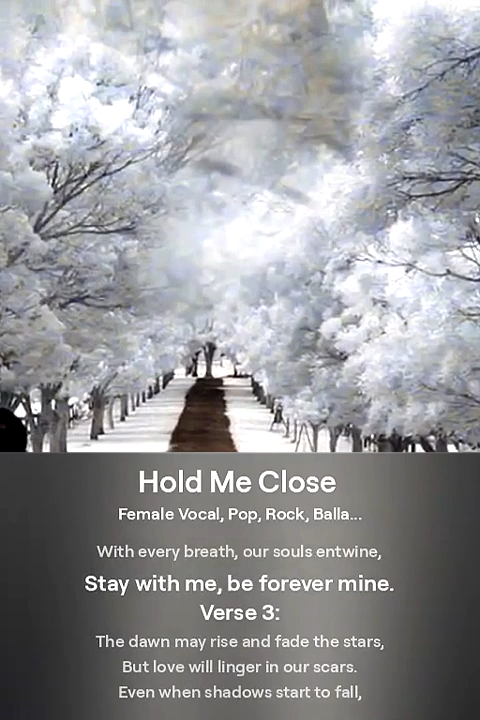 Hold Me Close
Female Vocal, Pop, Rock, Balla...
With every breath, our souls entwine,
Stay with me, be forever mine.
Verse 3:
The dawn may rise and fade the stars,
But love will linger in our scars.
Even when shadows start to fall,